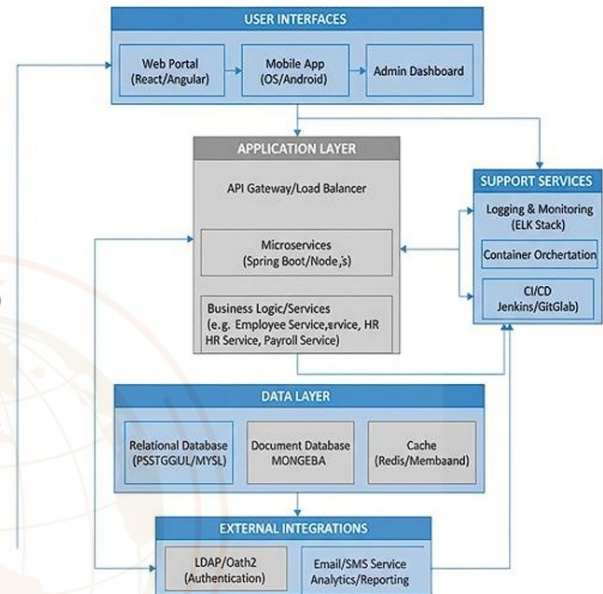 USER INTERFACES
Web Portal
(React/Angular)
Mobile App
(OS/Android)
Admin Dashboard
APPLICATION LAYER
API Gateway/Load Balancer
Microservices
(Spring Boot/Node,s)
Business Logic/Services
(e.g. Employee Service,ervice, HR
HR Service, Payroll Service)
SUPPORT SERVICES
Logging & Monitoring
(ELK Stack)
Container Orchertation
CI/CD
Jenkins/GitGlab)
DATA LAYER
Relational Database
(PSSTGGIUL/MYSL)
Document Database
MONGEBA
Cache
(Redis/Membaand)
EXTERNAL INTEGRATIONS
LDAP/Oath2
(Authentication)
Email/SMS Service
Analytics/Reporting